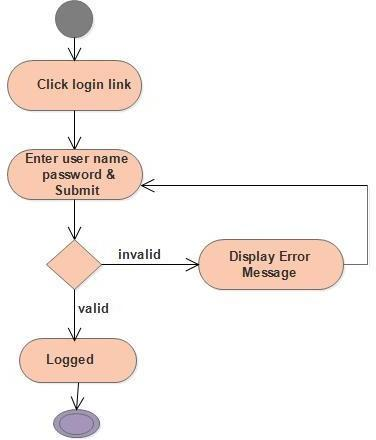 Click login link
Enter user name
password &
Submit
invalid
Display Error
Message
valid
Logged